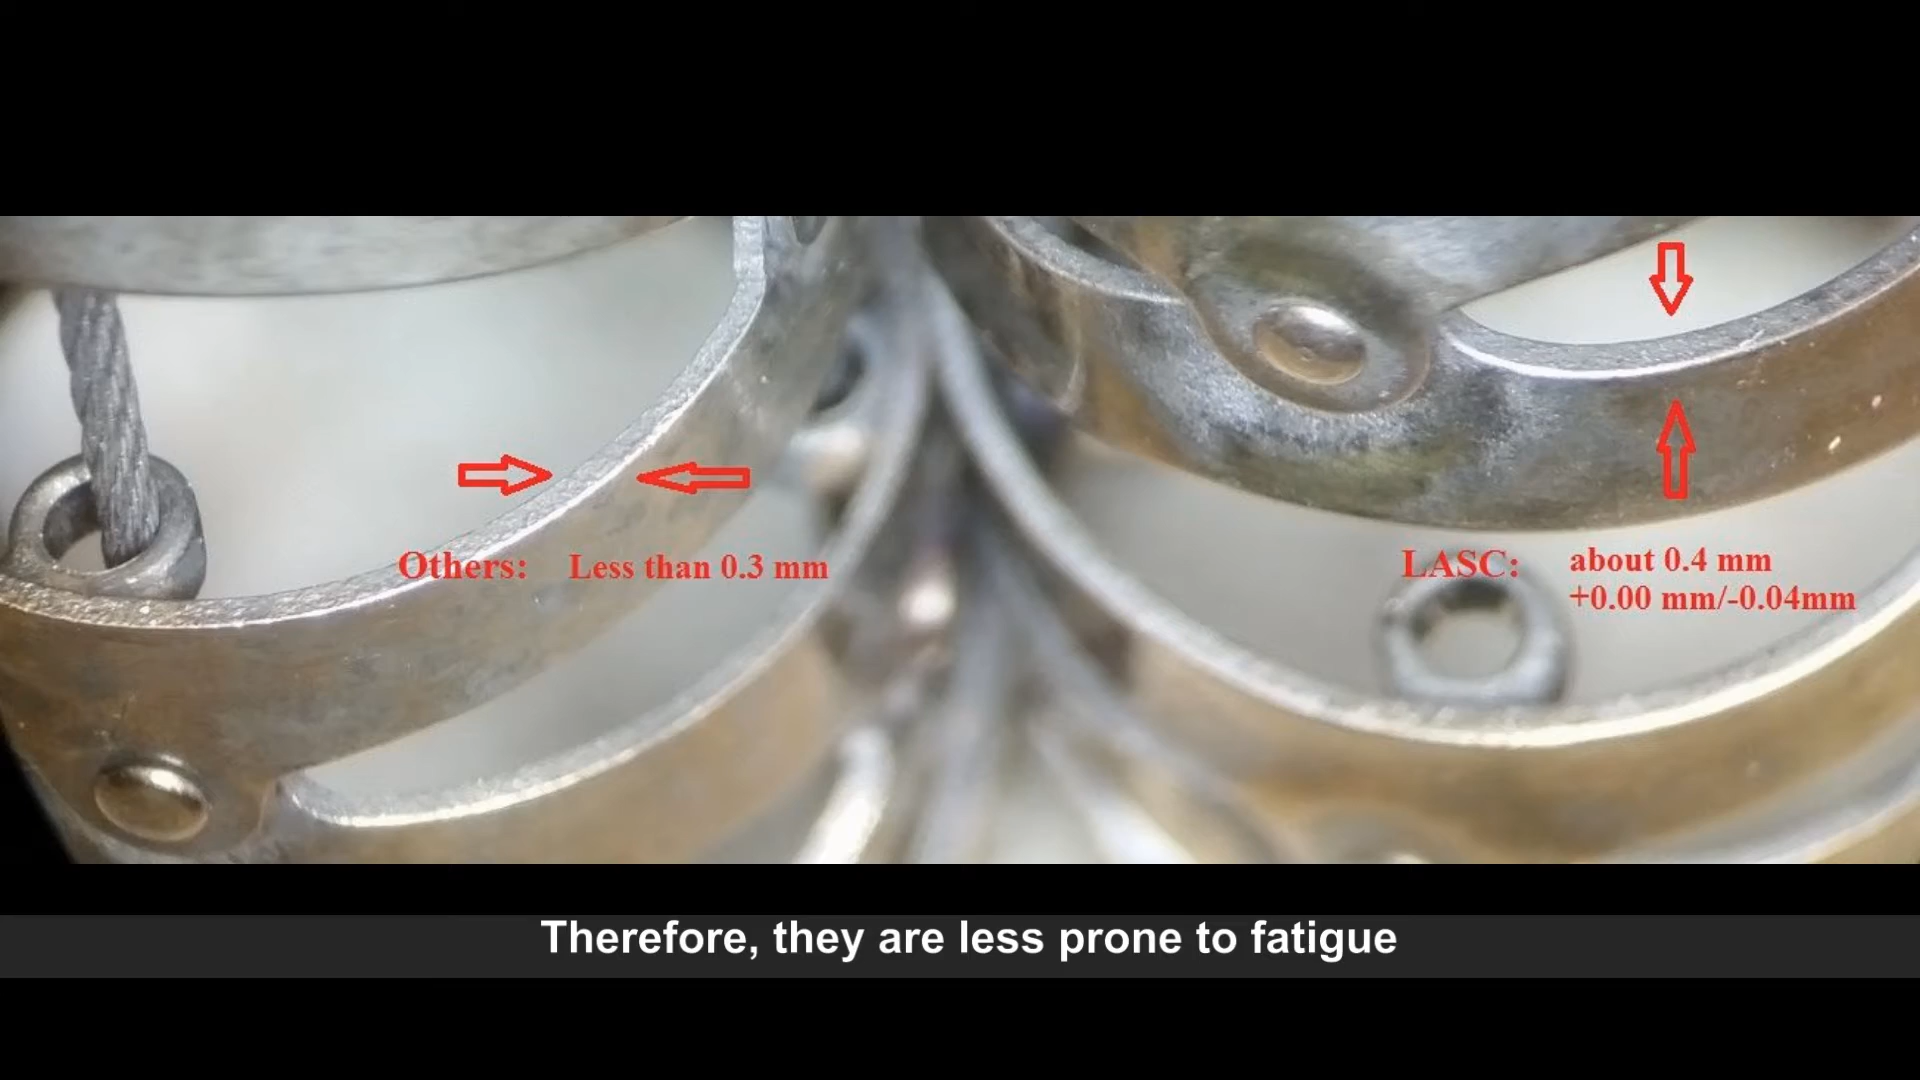 Others: Less than 0.3 mm
LASC: about 0.4 mm
+0.00 mm/-0.04mm
Therefore, they are less prone to fatigue